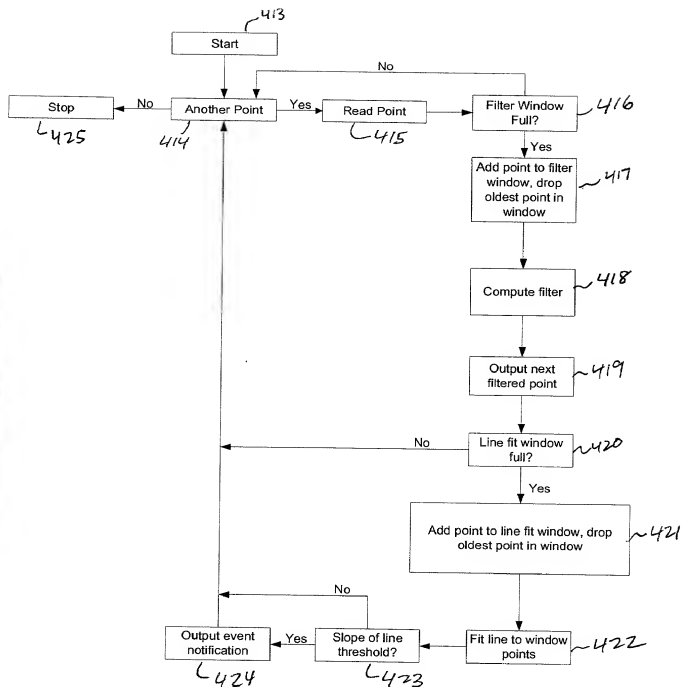 413
Start
No
Stop
No
Another Point
Yes
Read Point
Filter Window
Full?
416
425
414
415
Yes
Add point to filter
window, drop
oldest point in
window
417
Compute filter
418
Output next
filtered point
419
No
Line fit window
full?
420
Yes
Add point to line fit window, drop
oldest point in window
421
No
Output event
notification
Yes
Slope of line
threshold?
Fit line to window
points
422
424
423